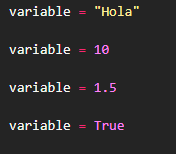 variable = "Hola"
variable = 10
variable = 1.5
variable = True